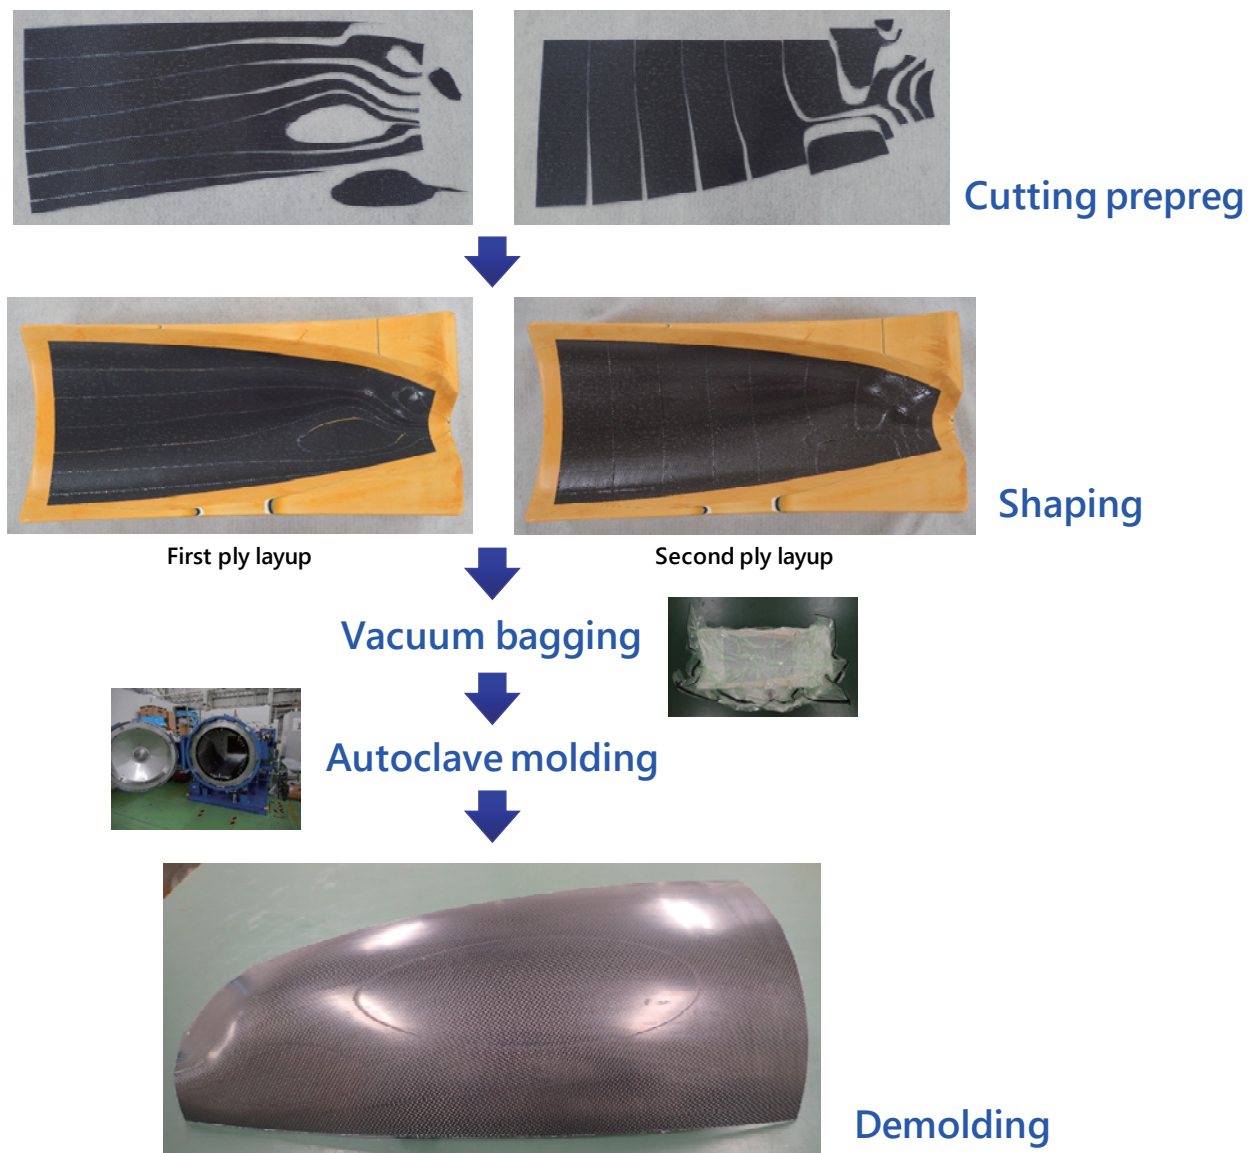 Cutting prepreg
Shaping
First ply layup
Second ply layup
Vacuum bagging
Autoclave molding
Demolding